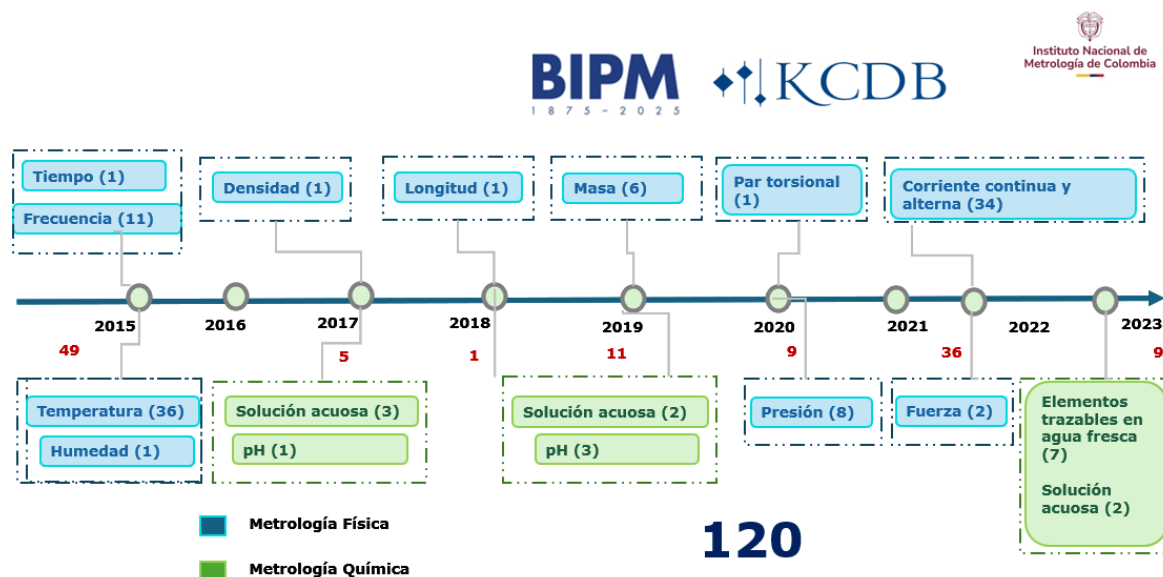 BIPM
1875-2025
KCDB
Instituto Nacional de
Metrología de Colombia
Tiempo (1)
Frecuencia (11)
Densidad (1)
Longitud (1)
Masa (6)
Par torsional
(1)
Corriente continua y
alterna (34)
2015
2016
2017
2018
2019
2020
2021
2022
2023
49
5
1
11
9
36
9
Temperatura (36)
Humedad (1)
Solución acuosa (3)
pH (1)
Solución acuosa (2)
pH (3)
Presión (8)
Fuerza (2)
Elementos
trazables en
agua fresca
(7)
Solución
acuosa (2)
Metrología Física
Metrología Química
120